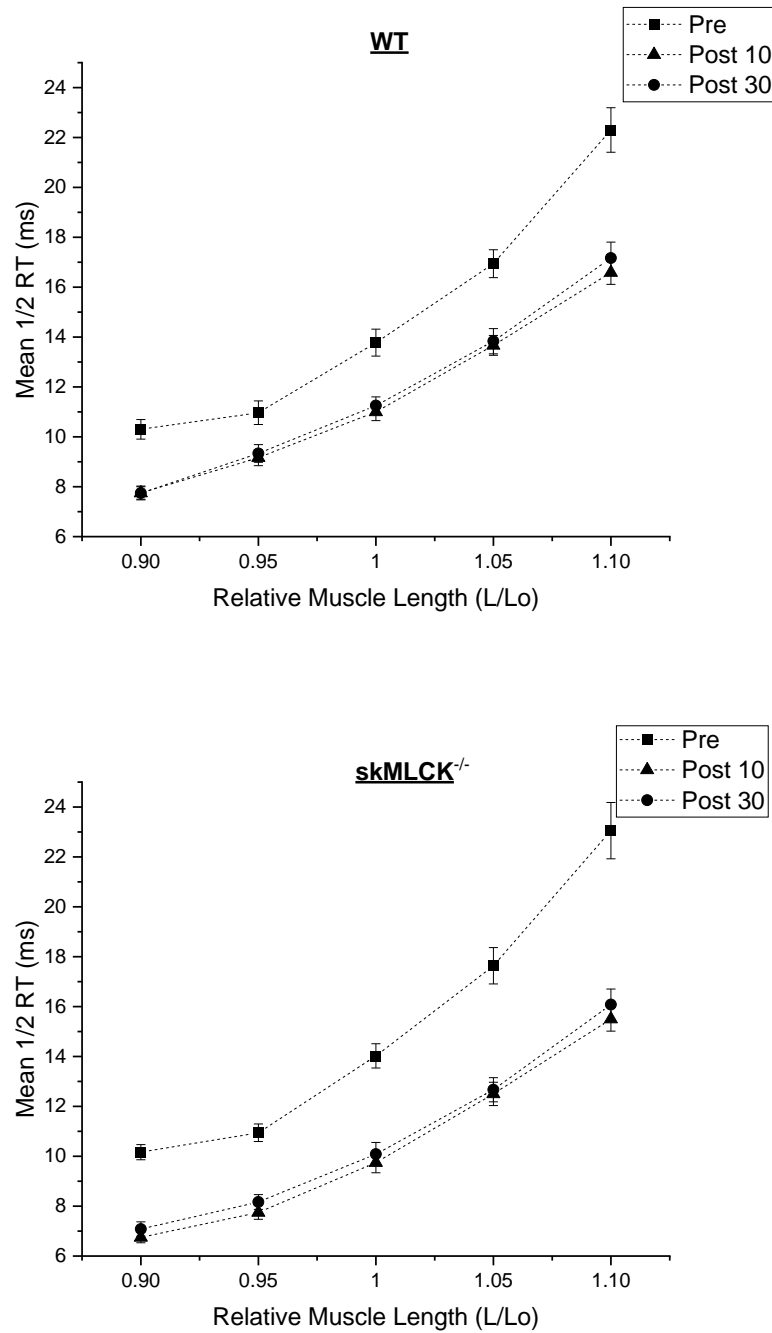 WT
Pre
Post 10
Post 30
24
22
20
18
16
14
12
10
8
6
Mean 1/2 RT (ms)
0.90 0.95 1 1.05 1.10
Relative Muscle Length (L/Lo)
skMLCK-/-
Pre
Post 10
Post 30
24
22
20
18
16
14
12
10
8
6
Mean 1/2 RT (ms)
0.90 0.95 1 1.05 1.10
Relative Muscle Length (L/Lo)